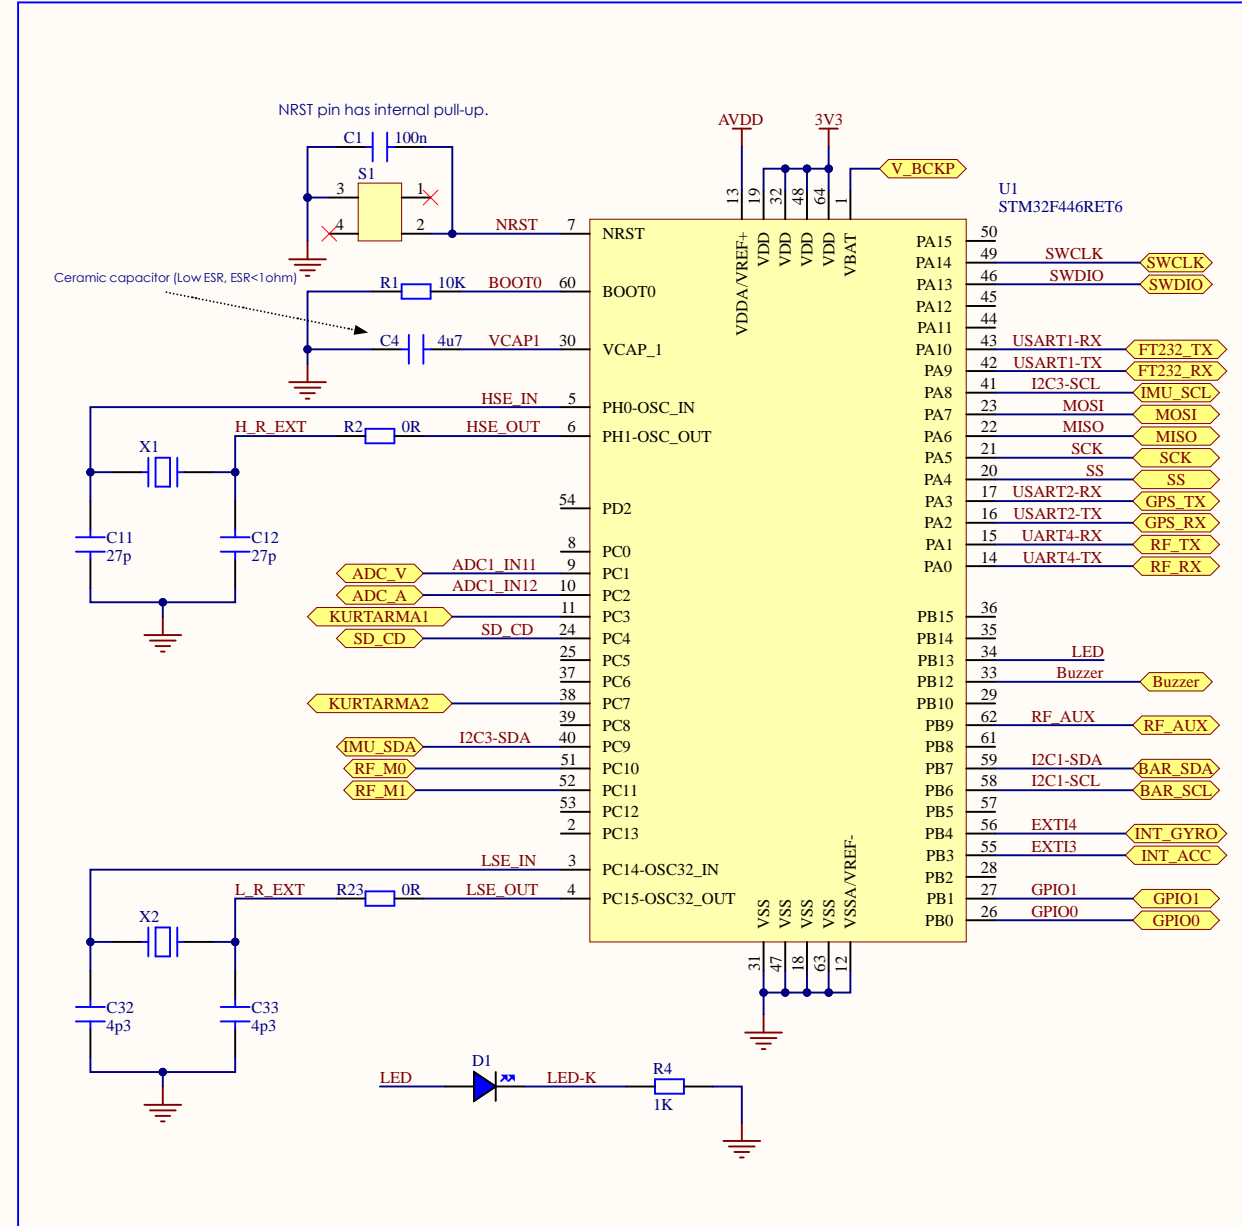 NRST pin has internal pull-up.
C1 100n
S1
3 1
4 2
NRST 7 NRST
Ceramic capacitor (Low ESR, ESR<1ohm)
R1 10K BOOT0 60 BOOT0
C4 4u7 VCAP1 30 VCAP_1
HSE_IN 5 PH0-OSC_IN
H_R_EXT R2 0R HSE_OUT 6 PH1-OSC_OUT
X1
C11 C12
27p 27p
54 PD2
8 PC0
ADC_V ADC1_IN11 9 PC1
ADC_A ADC1_IN12 10 PC2
KURTARMA1 11 PC3
SD_CD SD_CD 24 PC4
25 PC5
37 PC6
KURTARMA2 38 PC7
39 PC8
IMU_SDA I2C3-SDA 40 PC9
RF_M0 51 PC10
RF_M1 52 PC11
53 PC12
2 PC13
LSE_IN 3 PC14-OSC32_IN
L_R_EXT R23 0R LSE_OUT 4 PC15-OSC32_OUT
X2
C32 C33
4p3 4p3
AVDD 3V3
V_BCKP
13 19 32 48 64 1
VDDA/VREF+ VDD VDD VDD VDD VBAT
U1
STM32F446RET6
PA15 50
PA14 49 SWCLK SWCLK
PA13 46 SWDIO SWDIO
PA12 45
PA11 44
PA10 43 USART1-RX FT232_TX
PA9 42 USART1-TX FT232_RX
PA8 41 I2C3-SCL IMU_SCL
PA7 23 MOSI MOSI
PA6 22 MISO MISO
PA5 21 SCK SCK
PA4 20 SS SS
PA3 17 USART2-RX GPS_TX
PA2 16 USART2-TX GPS_RX
PA1 15 UART4-RX RF_TX
PA0 14 UART4-TX RF_RX
PB15 36
PB14 35
PB13 34 LED
PB12 33 Buzzer Buzzer
PB10 29
PB9 62 RF_AUX RF_AUX
PB8 61
PB7 59 I2C1-SDA BAR_SDA
PB6 58 I2C1-SCL BAR_SCL
PB5 57
PB4 56 EXTI4 INT_GYRO
PB3 55 EXTI3 INT_ACC
PB2 28
PB1 27 GPIO1 GPIO1
PB0 26 GPIO0 GPIO0
VSS VSS VSS VSS VSSA/VREF-
31 47 18 63 12
LED D1 LED-K R4
1K